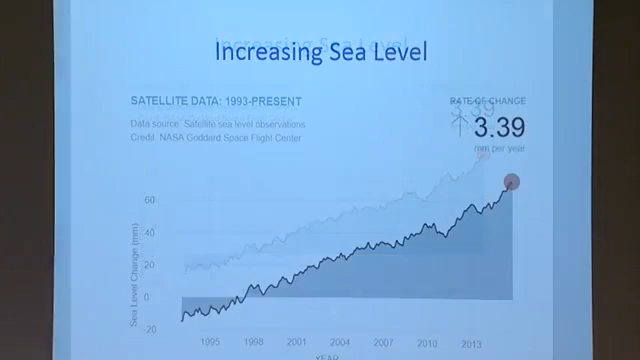 Increasing Sea Level
SATELLITE DATA: 1993-PRESENT
Data source: Satellite sea level observations
Credit: NASA Goddard Space Flight Center
RATE OF CHANGE
3.39
3.39
mm per year
Sea Level Change (mm)
60
40
20
0
-20
1995
1998
2001
2004
2007
2010
2013
YEAR